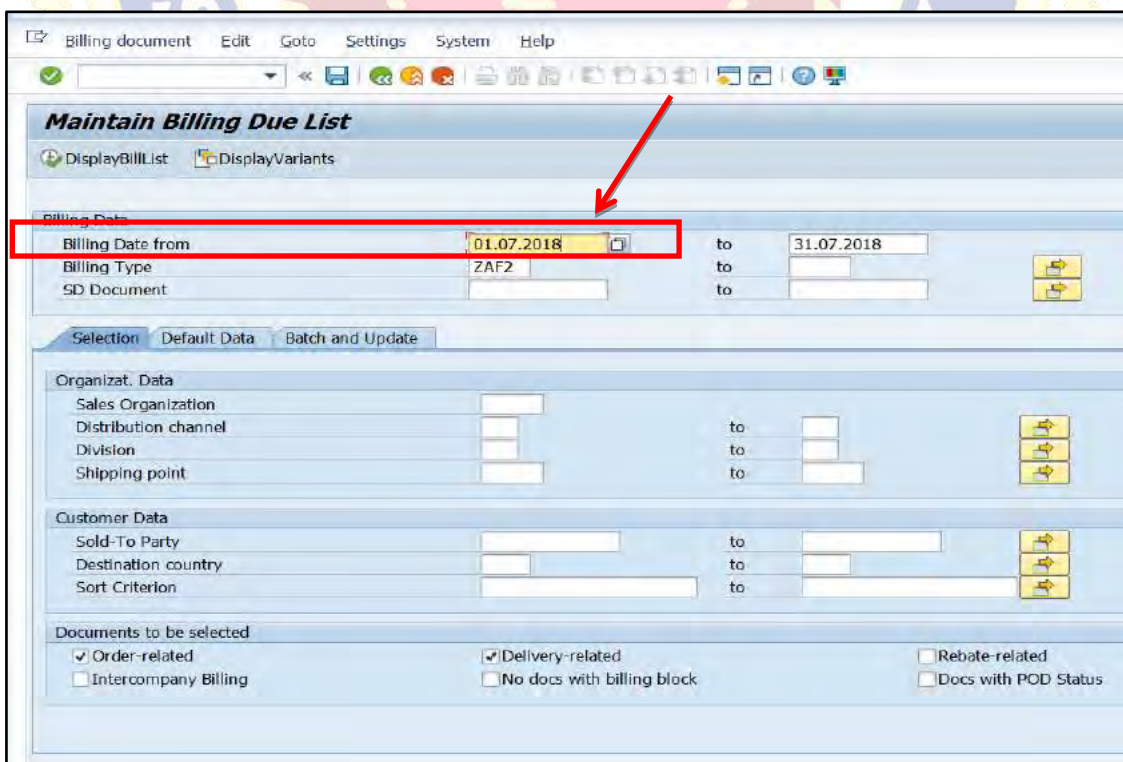 Billing document Edit Goto Settings System Help
Maintain Billing Due List
DisplayBillList DisplayVariants
Billing Data
Billing Date from 01.07.2018 to 31.07.2018
Billing Type ZAF2 to
SD Document to
Selection Default Data Batch and Update
Organizat. Data
Sales Organization
Distribution channel to
Division to
Shipping point to
Customer Data
Sold-To Party to
Destination country to
Sort Criterion to
Documents to be selected
Order-related Delivery-related Rebate-related
Intercompany Billing No docs with billing block Docs with POD Status